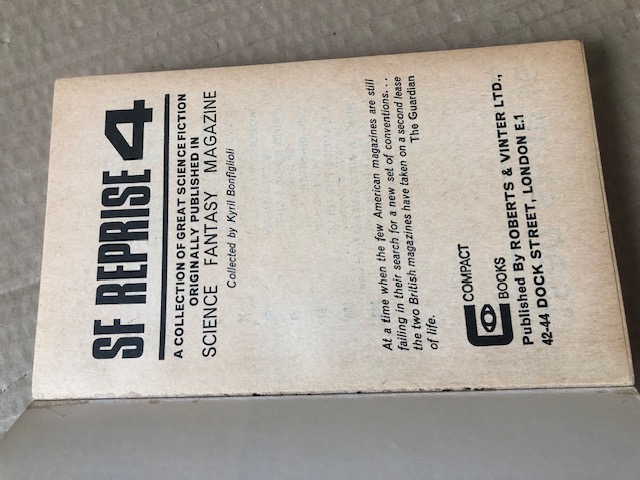 SF REPRISE 4
A COLLECTION OF GREAT SCIENCE FICTION
ORIGINALLY PUBLISHED IN
SCIENCE FANTASY MAGAZINE
Collected by Kyril Bonfiglioli
At a time when the few American magazines are still
failing in their search for a new set of conventions. . .
the two British magazines have taken on a second lease
of life. The Guardian
COMPACT
BOOKS
Published By ROBERTS & VINTER LTD.,
42-44 DOCK STREET, LONDON E.1